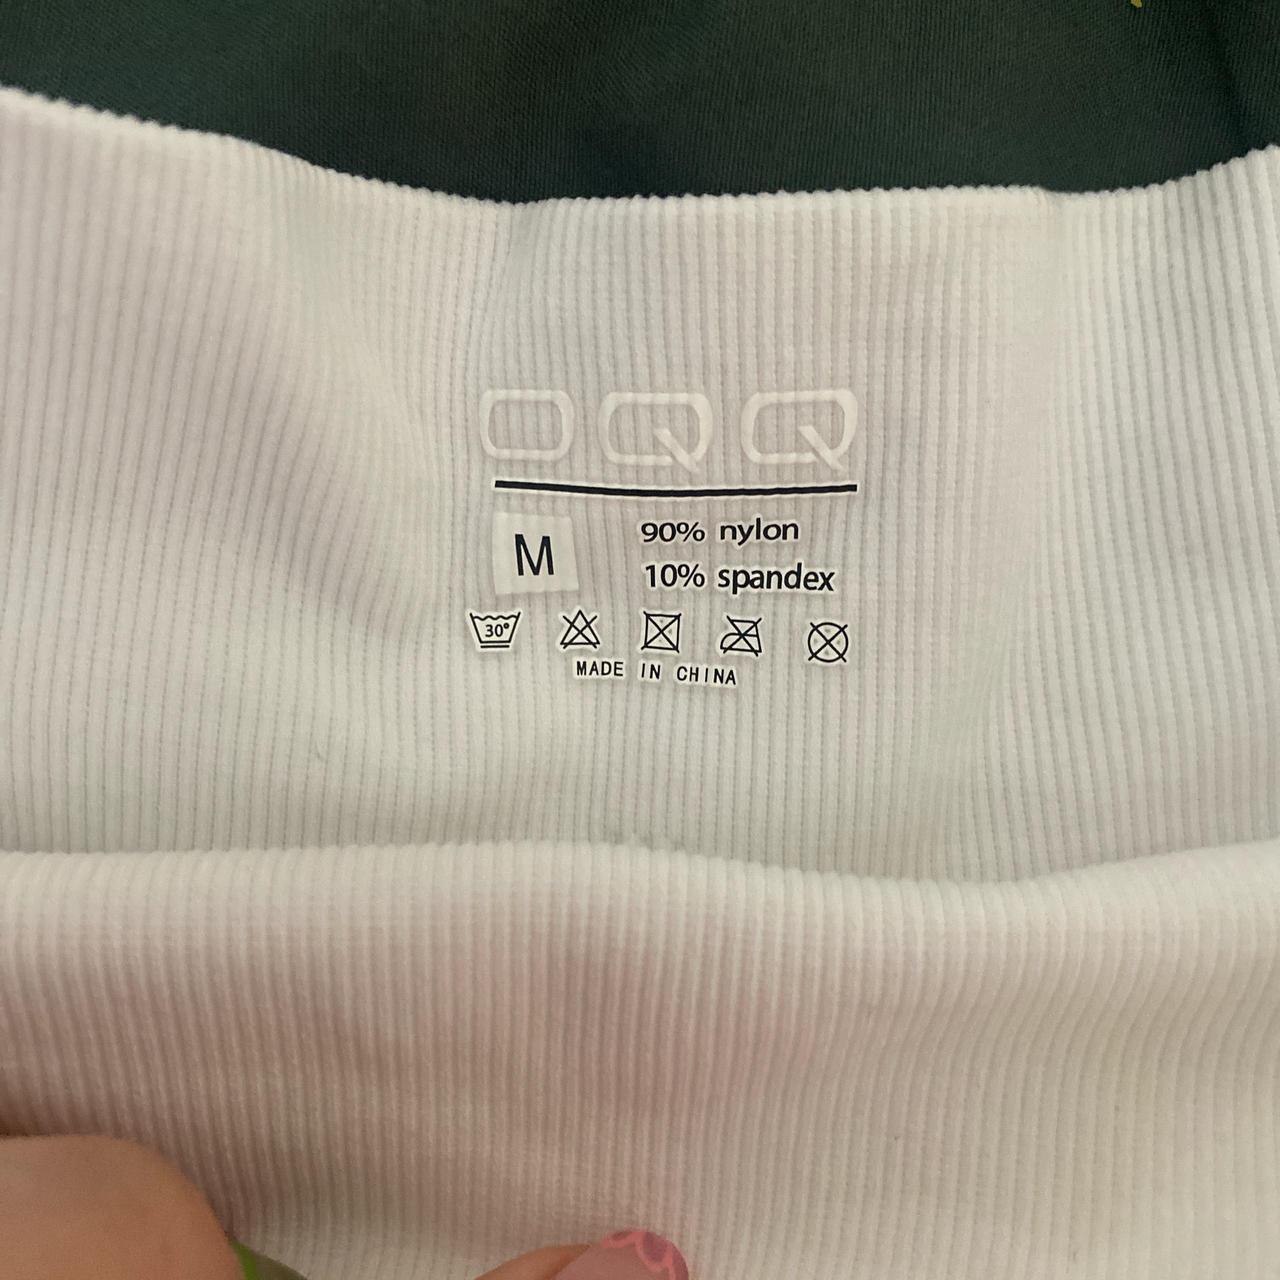 OQQ
M
90% nylon
10% spandex
30°
MADE IN CHINA